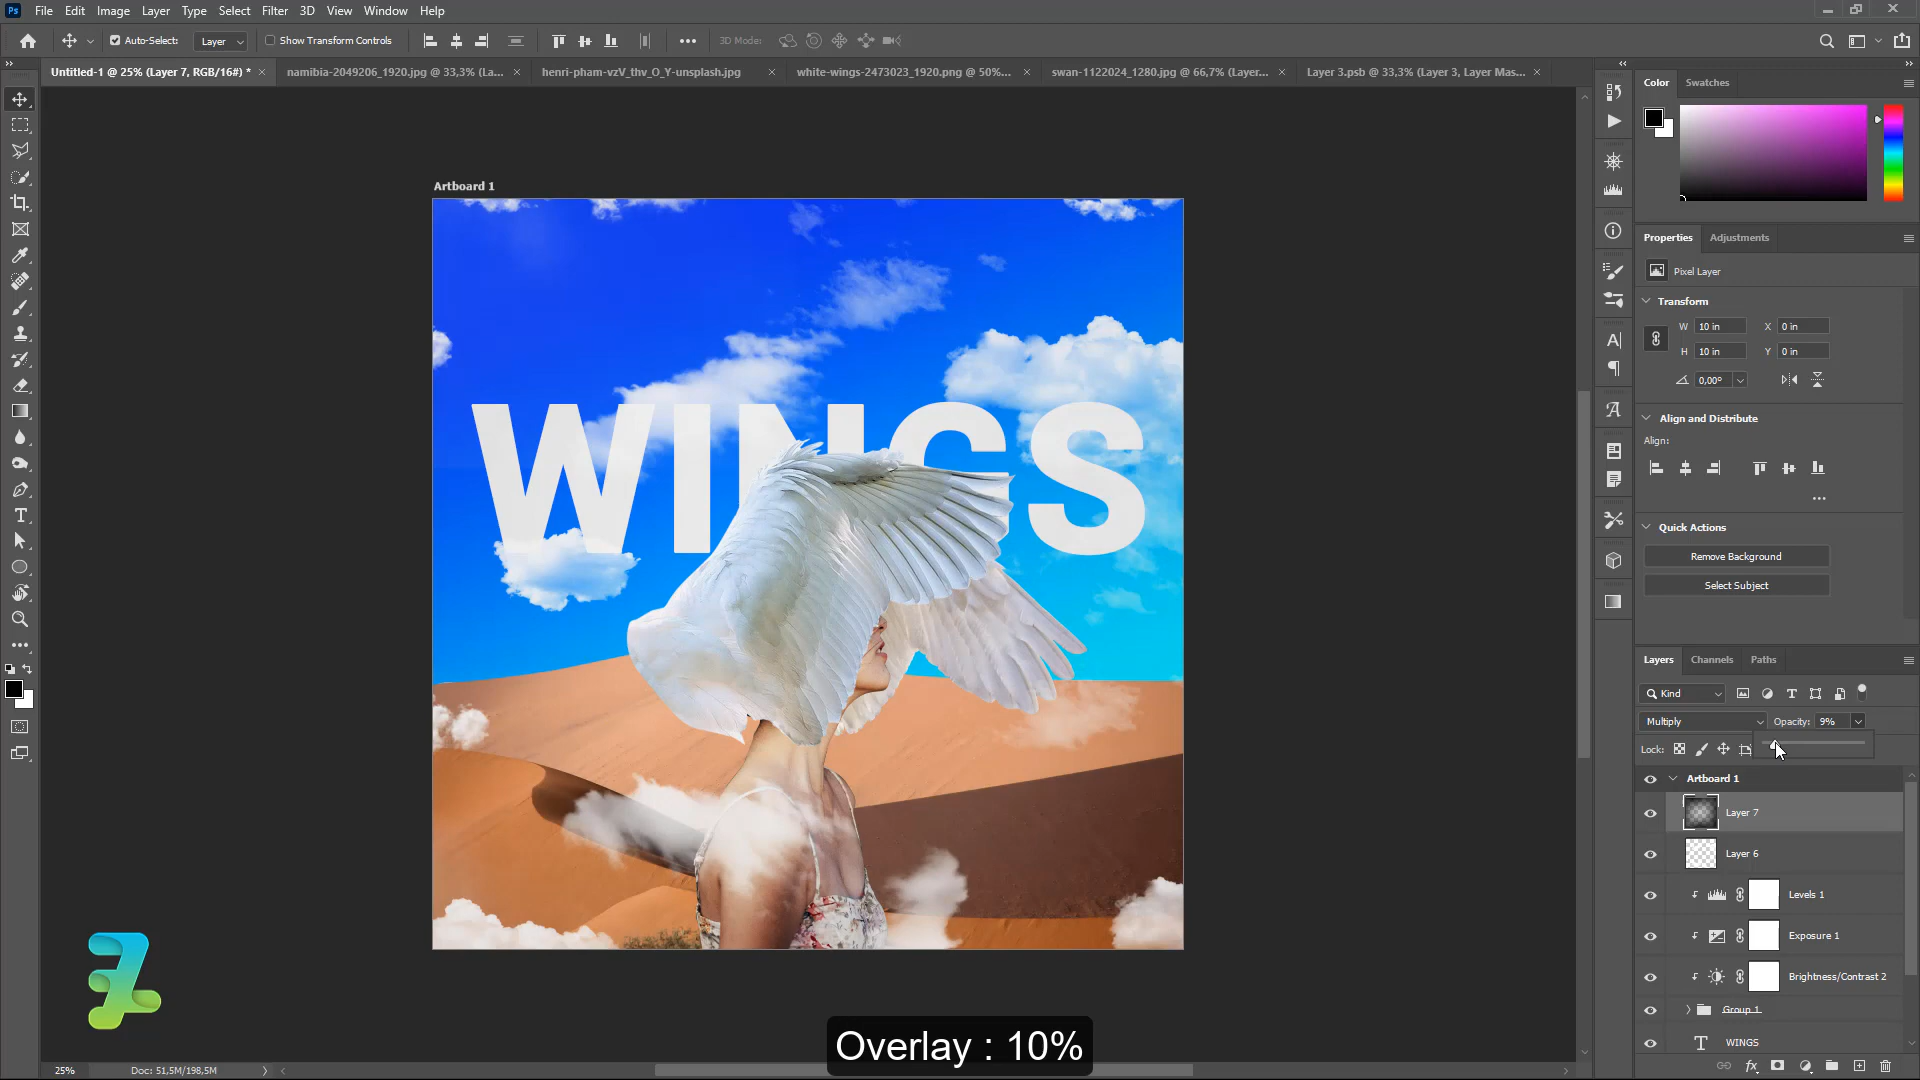 Ps File Edit Image Layer Type Select Filter 3D View Window Help
Auto-Select: Layer Show Transform Controls 3D Mode:
Untitled-1 @ 25% (Layer 7, RGB/16#) * namibia-2049206_1920.jpg @ 33,3% (La... henri-pham-vzV_thv_O_Y-unsplash.jpg white-wings-2473023_1920.png @ 50%... swan-1122024_1280.jpg @ 66,7% (Layer... Layer 3.psb @ 33,3% (Layer 3, Layer Mas...
Color Swatches
Artboard 1
WINGS
Properties Adjustments
Pixel Layer
Transform
W 10 in X 0 in
H 10 in Y 0 in
0,00°
Align and Distribute
Align:
Quick Actions
Remove Background
Select Subject
Layers Channels Paths
Kind
Multiply Opacity: 9%
Lock:
Artboard 1
Layer 7
Layer 6
Levels 1
Exposure 1
Brightness/Contrast 2
Group 1
WINGS
Overlay : 10%
25% Doc: 51,5M/198,5M